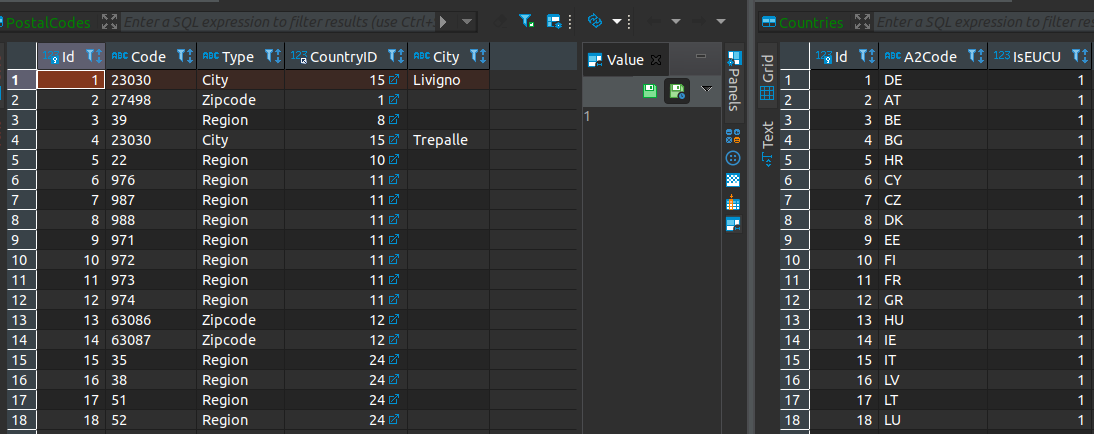 PostalCodes Enter a SQL expression to filter results (use Ctrl+
Id Code Type CountryID City
1 1 23030 City 15 Livigno
2 2 27498 Zipcode 1
3 3 39 Region 8
4 4 23030 City 15 Trepalle
5 5 22 Region 10
6 6 976 Region 11
7 7 987 Region 11
8 8 988 Region 11
9 9 971 Region 11
10 10 972 Region 11
11 11 973 Region 11
12 12 974 Region 11
13 13 63086 Zipcode 12
14 14 63087 Zipcode 12
15 15 35 Region 24
16 16 38 Region 24
17 17 51 Region 24
18 18 52 Region 24
Value
1
Panels
Countries Enter a SQL expression to filter res
Grid
Text
Id A2Code IsEUCU
1 1 DE 1
2 2 AT 1
3 3 BE 1
4 4 BG 1
5 5 HR 1
6 6 CY 1
7 7 CZ 1
8 8 DK 1
9 9 EE 1
10 10 FI 1
11 11 FR 1
12 12 GR 1
13 13 HU 1
14 14 IE 1
15 15 IT 1
16 16 LV 1
17 17 LT 1
18 18 LU 1